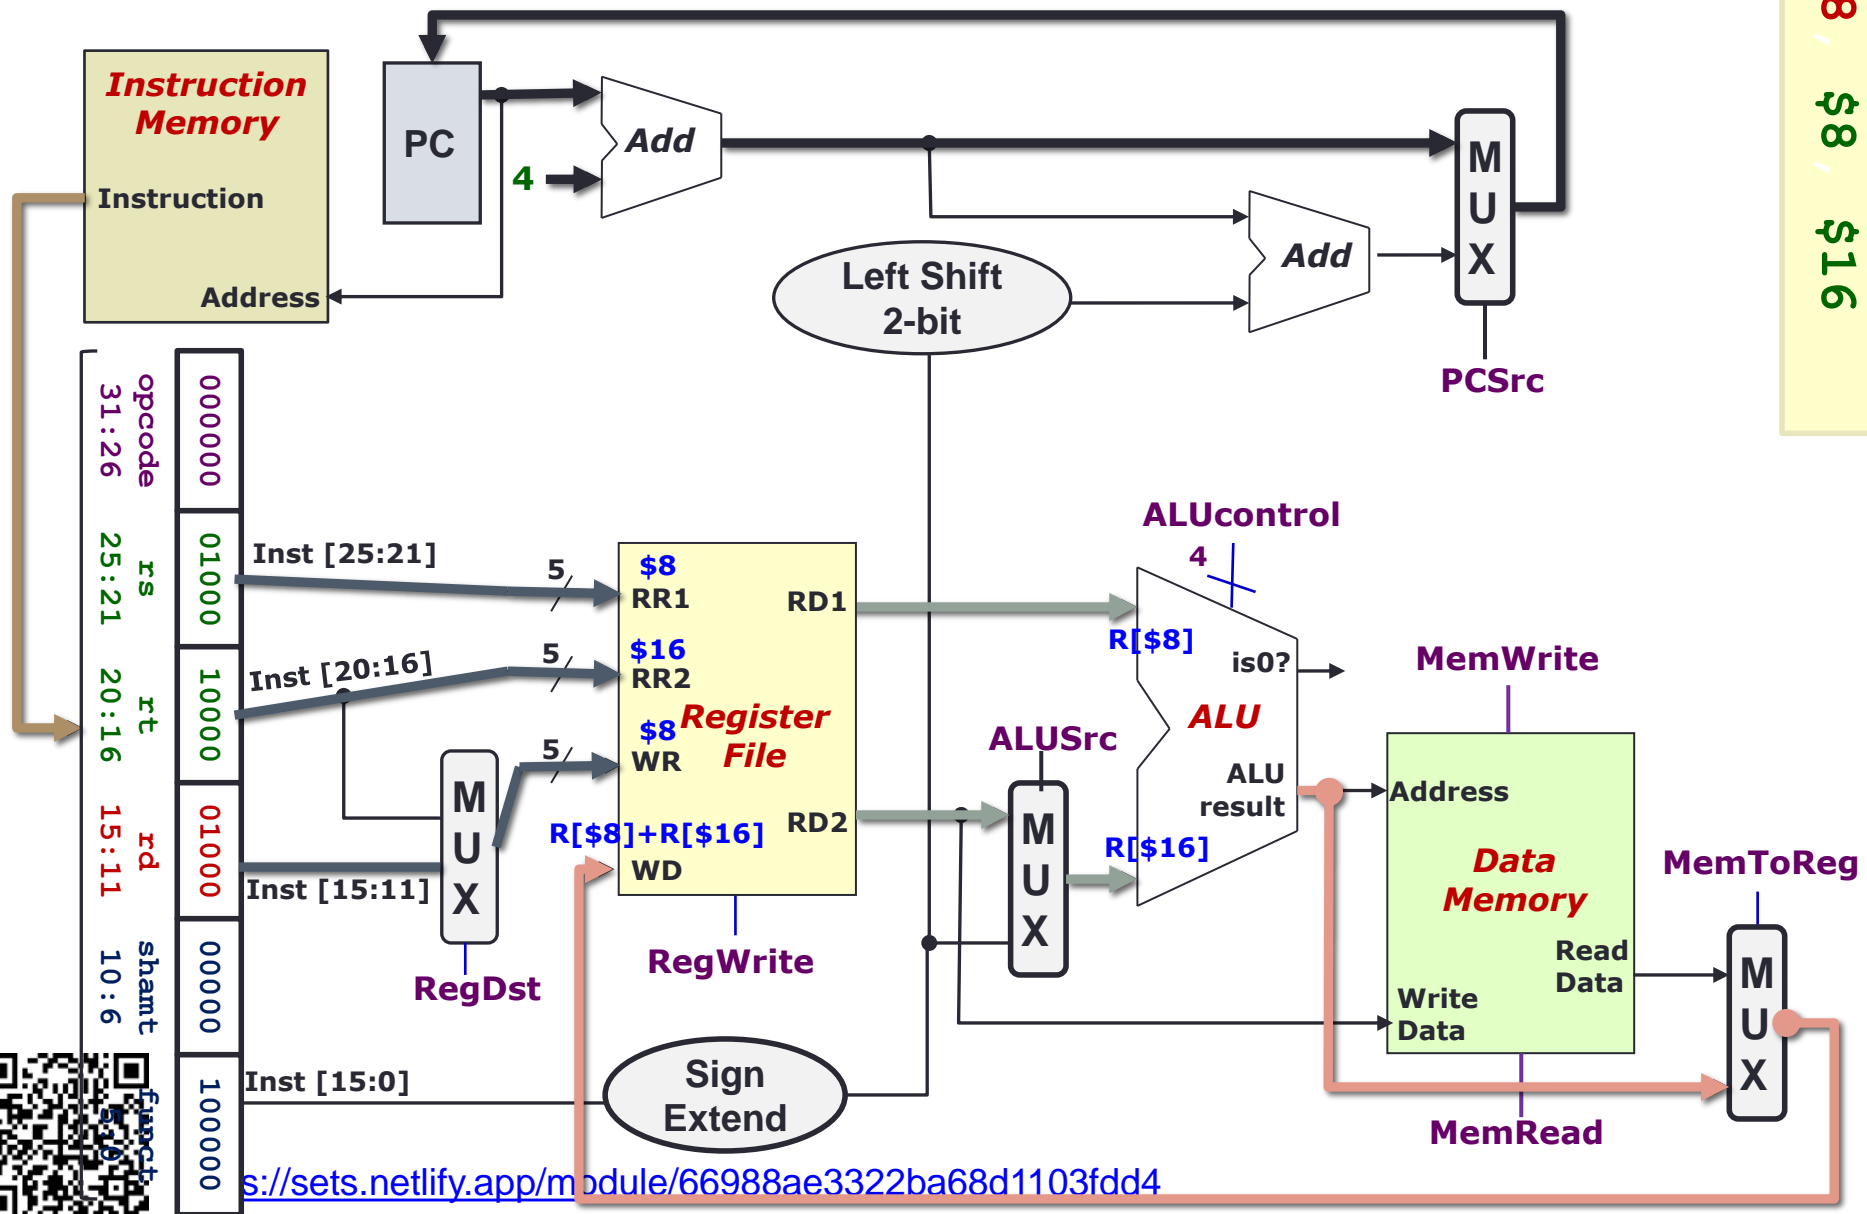 Instruction
Memory
Instruction
Address
PC
4
Add
Add
Left Shift
2-bit
M
U
X
PCSrc
8, $8, $16
opcode
31:26
000000
rs
25:21
01000
rt
20:16
10000
rd
15:11
01000
shamt
10:6
00000
funct
5:0
100000
Inst [25:21]
Inst [20:16]
Inst [15:11]
Inst [15:0]
5
5
5
M
U
X
RegDst
$8
RR1
$16
RR2
$8
WR
R[$8]+R[$16]
WD
Register
File
RD1
RD2
RegWrite
Sign
Extend
ALUSrc
M
U
X
ALUcontrol
4
R[$8]
R[$16]
is0?
ALU
ALU
result
MemWrite
Address
Data
Memory
Read
Data
Write
Data
MemRead
MemToReg
M
U
X
s://sets.netlify.app/module/66988ae3322ba68d1103fdd4